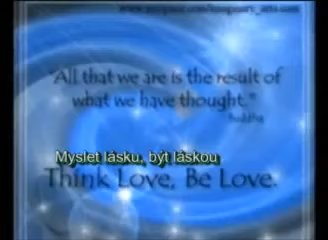 "All that we are is the result of
what we have thought."
Buddha
Myslet lásku, být láskou
Think Love, Be Love.